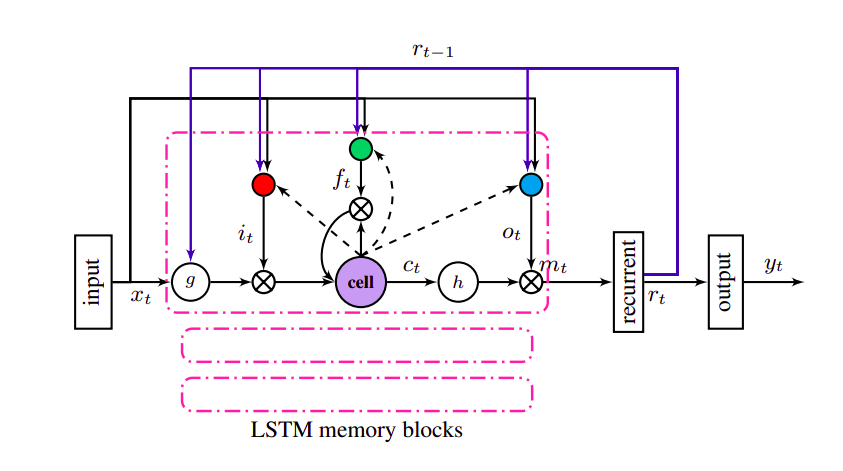 r_{t−1}
f_t
i_t
o_t
input
x_t
g
cell
c_t
h
m_t
recurrent
r_t
output
y_t
LSTM memory blocks